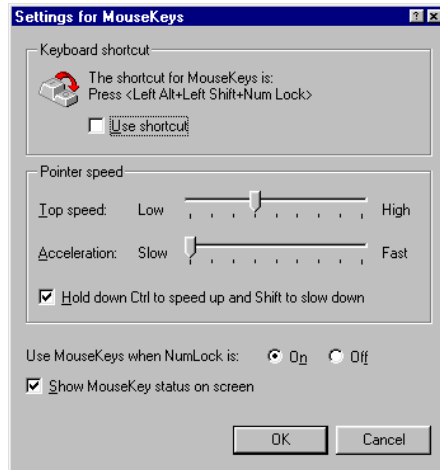 Settings for MouseKeys
Keyboard shortcut
The shortcut for MouseKeys is:
Press <Left Alt+Left Shift+Num Lock>
Use shortcut
Pointer speed
Top speed: Low High
Acceleration: Slow Fast
Hold down Ctrl to speed up and Shift to slow down
Use MouseKeys when NumLock is: On Off
Show MouseKey status on screen
OK Cancel